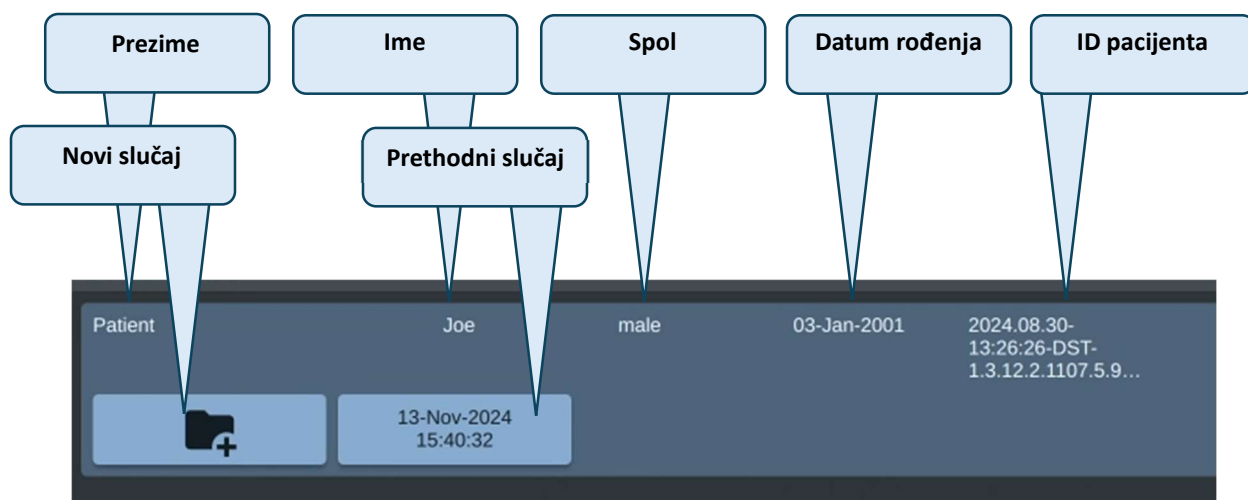 Prezime
Ime
Spol
Datum rođenja
ID pacijenta
Novi slučaj
Prethodni slučaj
Patient
Joe
male
03-Jan-2001
2024.08.30-
13:26:26-DST-
1.3.12.2.1107.5.9...
13-Nov-2024
15:40:32